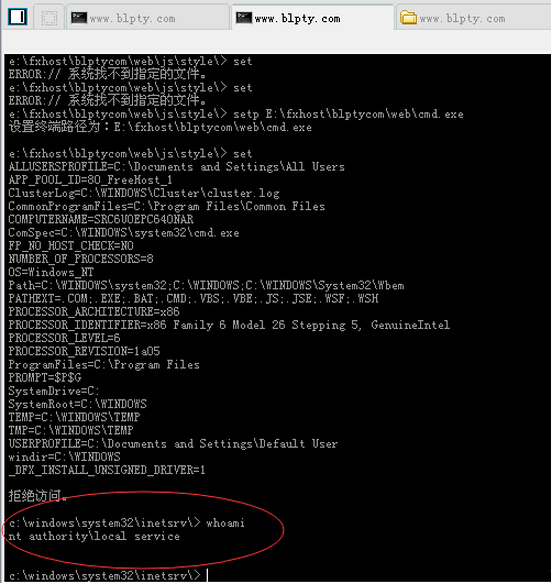 www.blpty.com
www.blpty.com
www.blpty.com
e:\fxhost\blptycom\web\js\style\> set
ERROR:// 系统找不到指定的文件。
e:\fxhost\blptycom\web\js\style\> set
ERROR:// 系统找不到指定的文件。
e:\fxhost\blptycom\web\js\style\> setp E:\fxhost\blptycom\web\cmd.exe
设置终端路径为：E:\fxhost\blptycom\web\cmd.exe
e:\fxhost\blptycom\web\js\style\> set
ALLUSERSPROFILE=C:\Documents and Settings\All Users
APP_POOL_ID=80_FreeHost_1
ClusterLog=C:\WINDOWS\Cluster\cluster.log
CommonProgramFiles=C:\Program Files\Common Files
COMPUTERNAME=SRC6UOEPC64ONAR
ComSpec=C:\WINDOWS\system32\cmd.exe
FP_NO_HOST_CHECK=NO
NUMBER_OF_PROCESSORS=8
OS=Windows_NT
Path=C:\WINDOWS\system32;C:\WINDOWS;C:\WINDOWS\System32\Wbem
PATHEXT=.COM;.EXE;.BAT;.CMD;.VBS;.VBE;.JS;.JSE;.WSF;.WSH
PROCESSOR_ARCHITECTURE=x86
PROCESSOR_IDENTIFIER=x86 Family 6 Model 26 Stepping 5, GenuineIntel
PROCESSOR_LEVEL=6
PROCESSOR_REVISION=1a05
ProgramFiles=C:\Program Files
PROMPT=$P$G
SystemDrive=C:
SystemRoot=C:\WINDOWS
TEMP=C:\WINDOWS\TEMP
TMP=C:\WINDOWS\TEMP
USERPROFILE=C:\Documents and Settings\Default User
windir=C:\WINDOWS
_DFX_INSTALL_UNSIGNED_DRIVER=1
拒绝访问。
c:\windows\system32\inetsrv\> whoami
nt authority\local service
c:\windows\system32\inetsrv\>